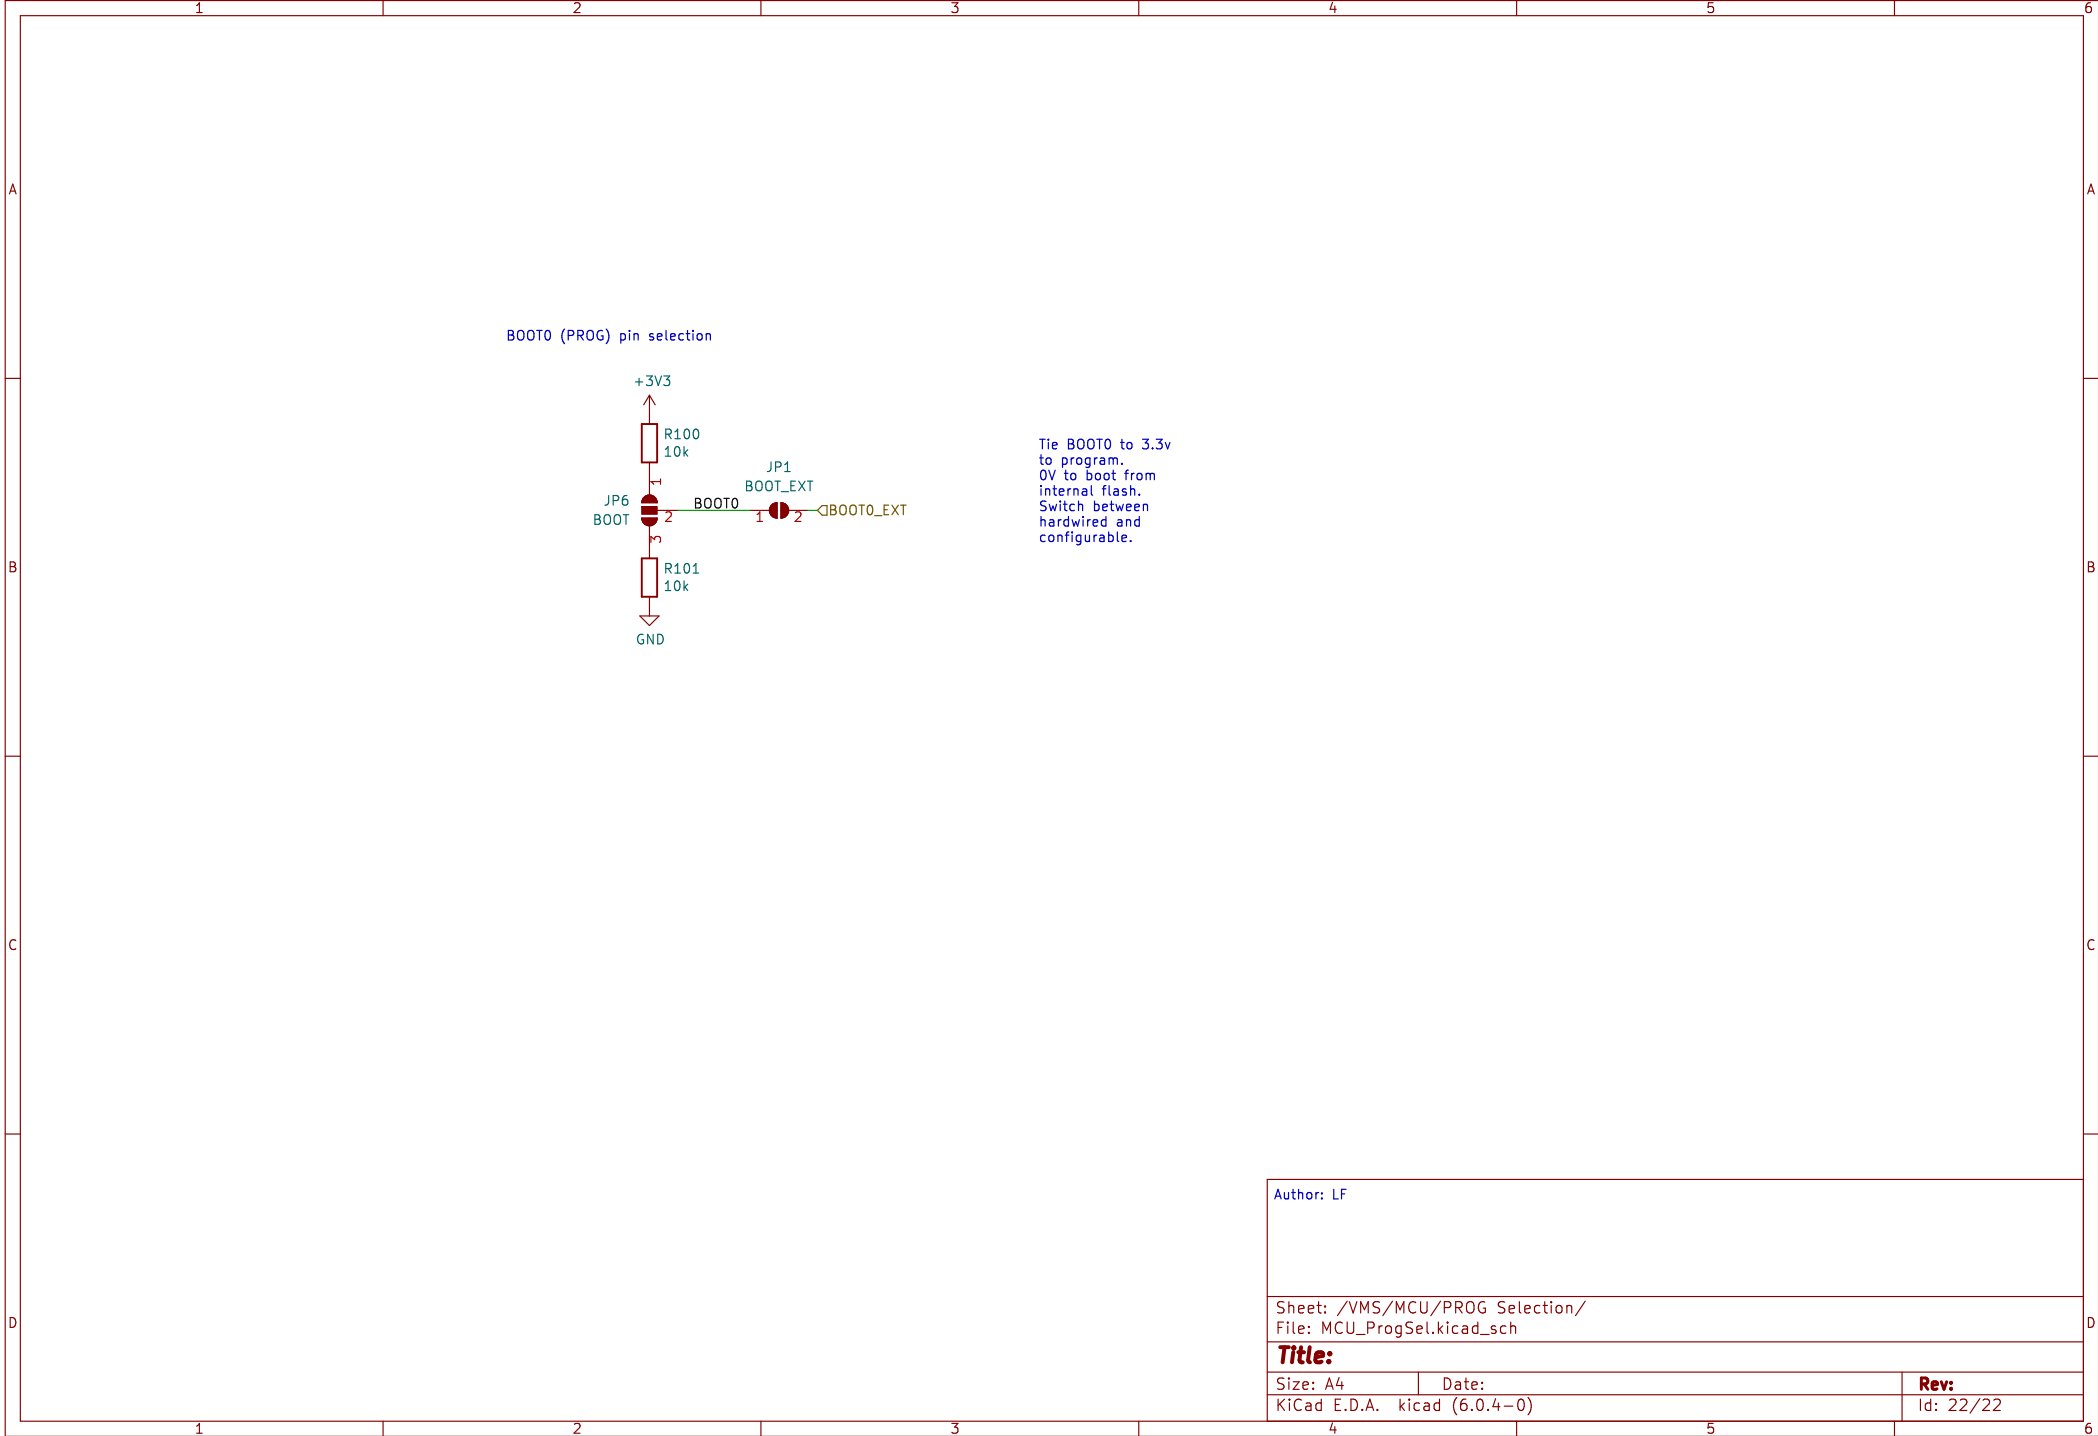 1 2 3 4 5 6
A A
BOOT0 (PROG) pin selection
+3V3
R100
10k
1
JP6
BOOT
2
3
BOOT0
JP1
BOOT_EXT
1 2
BOOT0_EXT
R101
10k
GND
Tie BOOT0 to 3.3v
to program.
0V to boot from
internal flash.
Switch between
hardwired and
configurable.
B B
C C
D D
Author: LF
Sheet: /VMS/MCU/PROG Selection/
File: MCU_ProgSel.kicad_sch
Title:
Size: A4 Date: Rev:
KiCad E.D.A. kicad (6.0.4-0) Id: 22/22
1 2 3 4 5 6